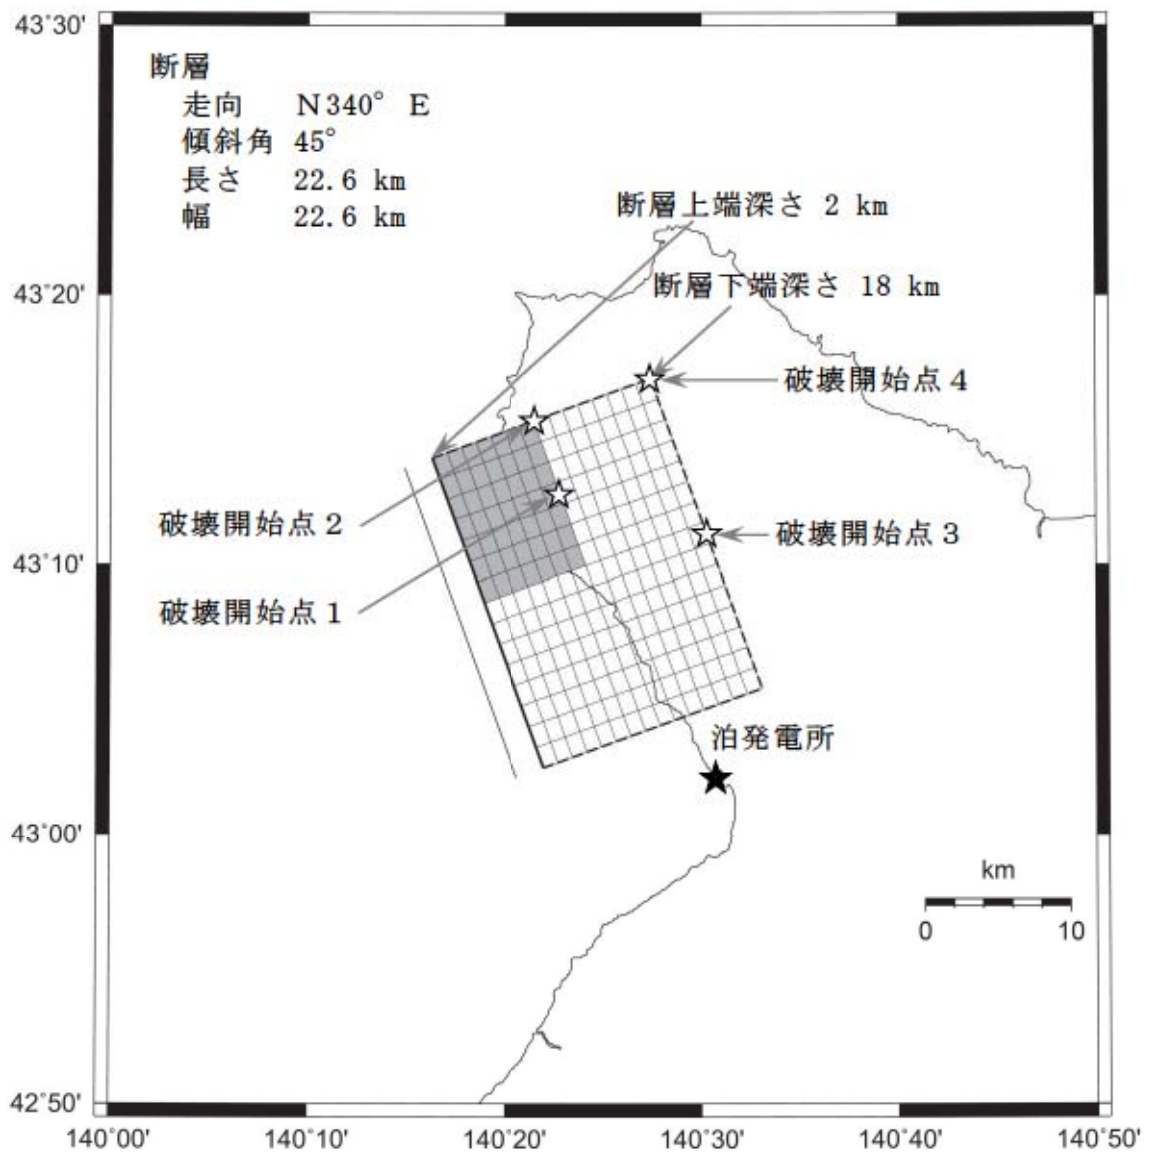 43°30'
断層
走向 N340° E
傾斜角 45°
長さ 22.6 km
幅 22.6 km
断層上端深さ 2 km
43°20'
断層下端深さ 18 km
破壊開始点4
破壊開始点2
破壊開始点3
43°10'
破壊開始点1
泊発電所
43°00'
km
0 10
42°50'
140°00' 140°10' 140°20' 140°30' 140°40' 140°50'